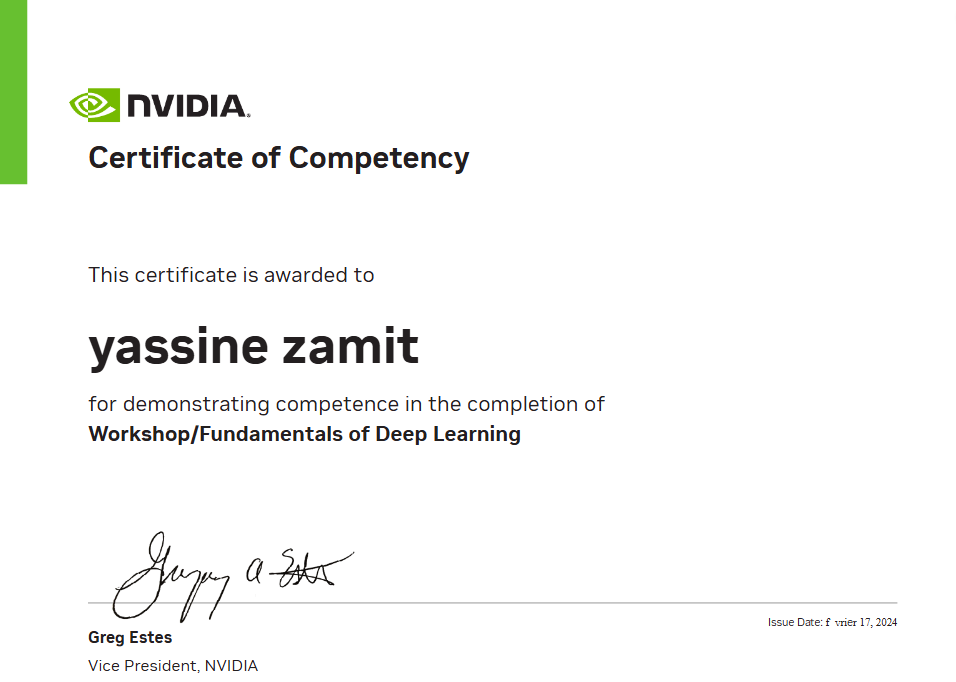 NVIDIA.
Certificate of Competency
This certificate is awarded to
yassine zamit
for demonstrating competence in the completion of
Workshop/Fundamentals of Deep Learning
Gregory A Estes
Issue Date: f vrier 17, 2024
Greg Estes
Vice President, NVIDIA